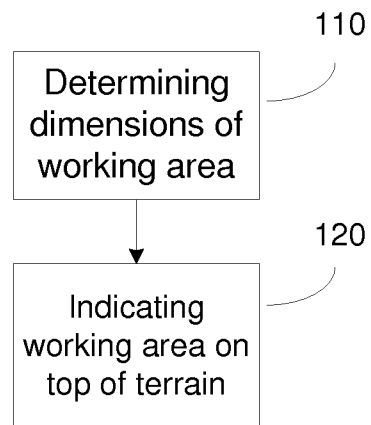 110
Determining
dimensions of
working area
120
Indicating
working area on
top of terrain